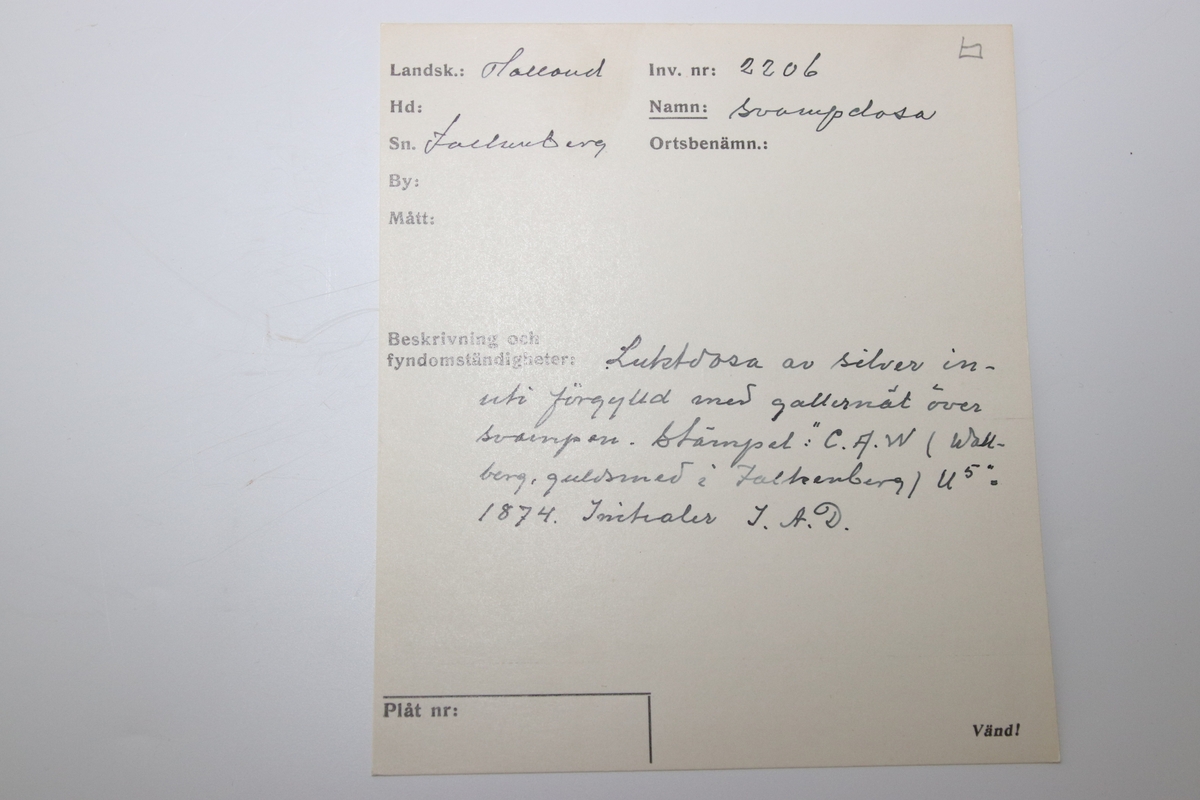 Landsk.: Halland
Inv. nr: 2206
Hd:
Namn: Svampdosa
Sn. Falkenberg
Ortsbenämn.:
By:
Mått:
Beskrivning och
fyndomständigheter: Luktdosa av silver in-
uti förgylld med gallernät över
svampen. Stämpel: "C.A.W (Wall-
berg, guldsmed i Falkenberg) U5":
1874. Initialer I. A. D.
Plåt nr:
Vänd!